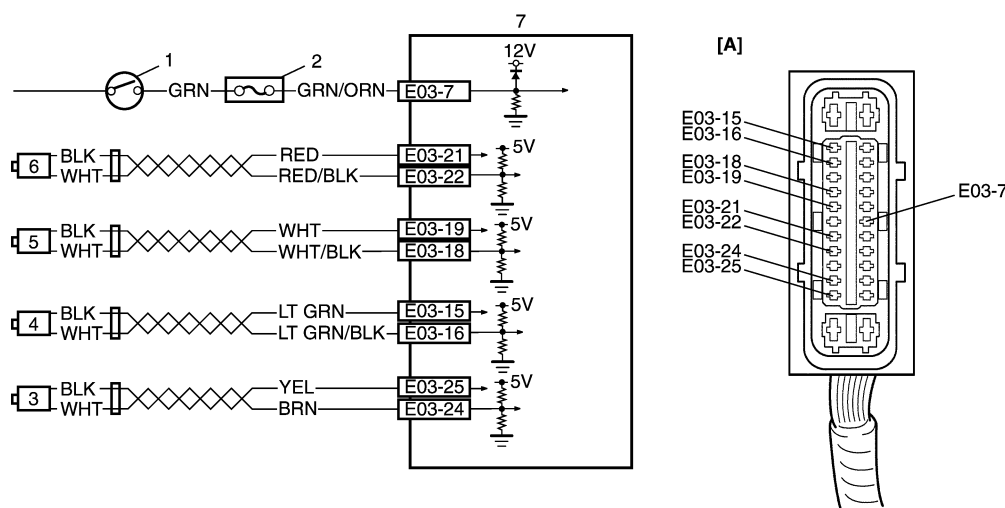 7
[A]
1
2
12V
GRN
GRN/ORN
E03-7
6
BLK
WHT
RED
RED/BLK
E03-21
E03-22
5V
5
BLK
WHT
WHT
WHT/BLK
E03-19
E03-18
5V
4
BLK
WHT
LT GRN
LT GRN/BLK
E03-15
E03-16
5V
3
BLK
WHT
YEL
BRN
E03-25
E03-24
5V
E03-15
E03-16
E03-18
E03-19
E03-21
E03-22
E03-24
E03-25
E03-7